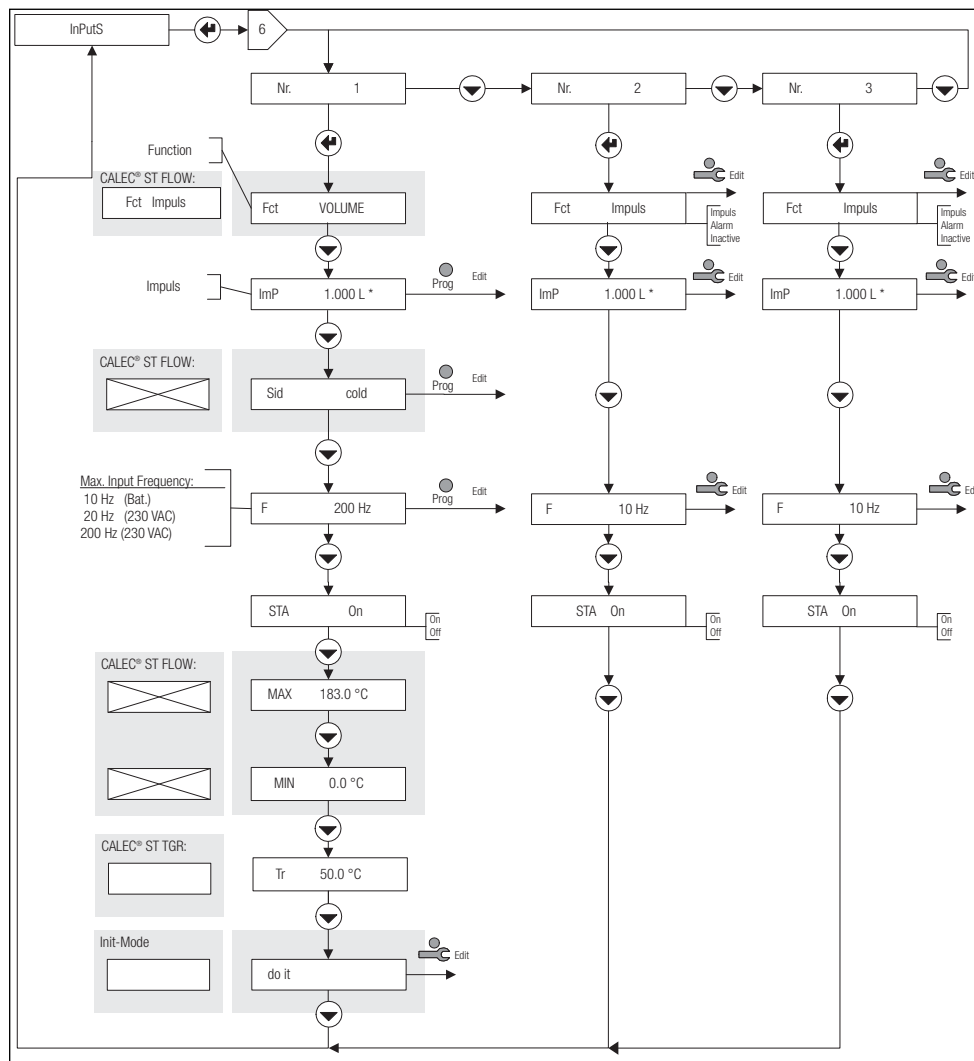 InPutS
6
Nr. 1
Nr. 2
Nr. 3
Function
CALEC® ST FLOW:
Fct Impuls
Fct VOLUME
Edit
Fct Impuls
Impuls
Alarm
Inactive
Edit
Fct Impuls
Impuls
Alarm
Inactive
Impuls
ImP 1.000 L *
Prog Edit
ImP 1.000 L *
Edit
ImP 1.000 L *
Edit
CALEC® ST FLOW:
Sid cold
Prog Edit
Max. Input Frequency:
10 Hz (Bat.)
20 Hz (230 VAC)
200 Hz (230 VAC)
F 200 Hz
Prog Edit
F 10 Hz
Edit
F 10 Hz
Edit
STA On
On
Off
STA On
On
Off
STA On
On
Off
CALEC® ST FLOW:
MAX 183.0 °C
MIN 0.0 °C
CALEC® ST TGR:
Tr 50.0 °C
Init-Mode
do it
Edit